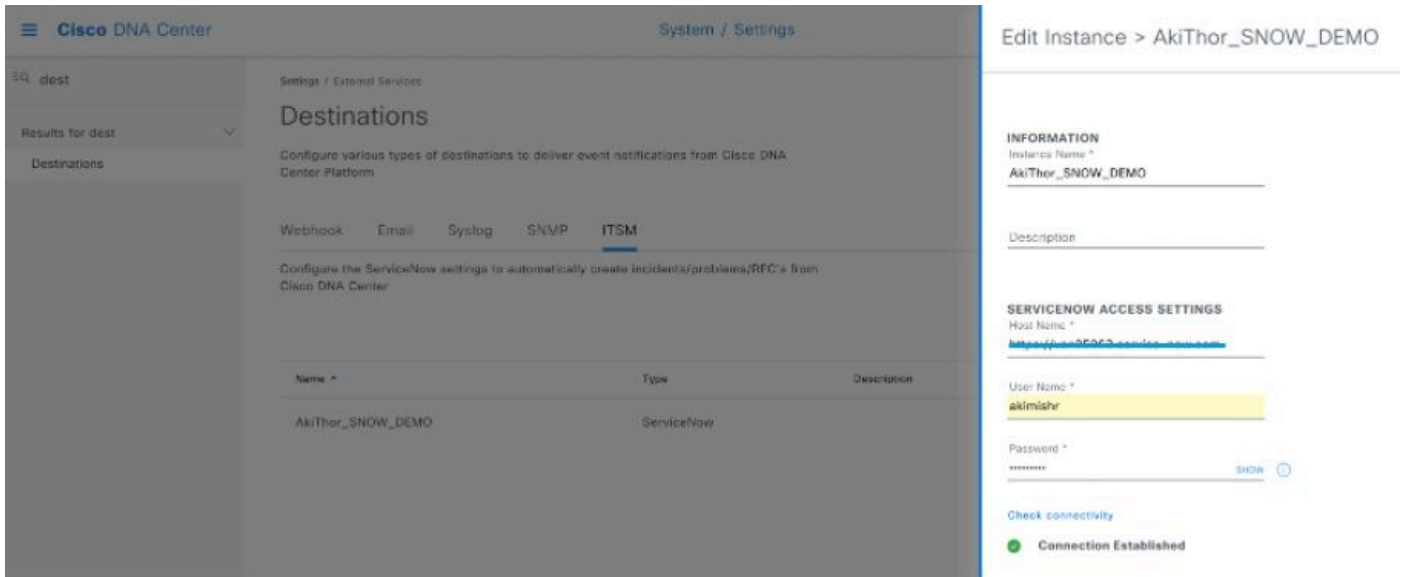 Cisco DNA Center
System / Settings
dest
Results for dest
Destinations
Settings / External Services
Destinations
Configure various types of destinations to deliver event notifications from Cisco DNA
Center Platform
Webhook Email Syslog SNMP ITSM
Configure the ServiceNow settings to automatically create incidents/problems/RFC's from
Cisco DNA Center
Name Type Description
AkiThor_SNOW_DEMO ServiceNow
Edit Instance > AkiThor_SNOW_DEMO
INFORMATION
Instance Name *
AkiThor_SNOW_DEMO
Description
SERVICENOW ACCESS SETTINGS
Host Name *
User Name *
akimishr
Password *
SHOW
Check connectivity
Connection Established